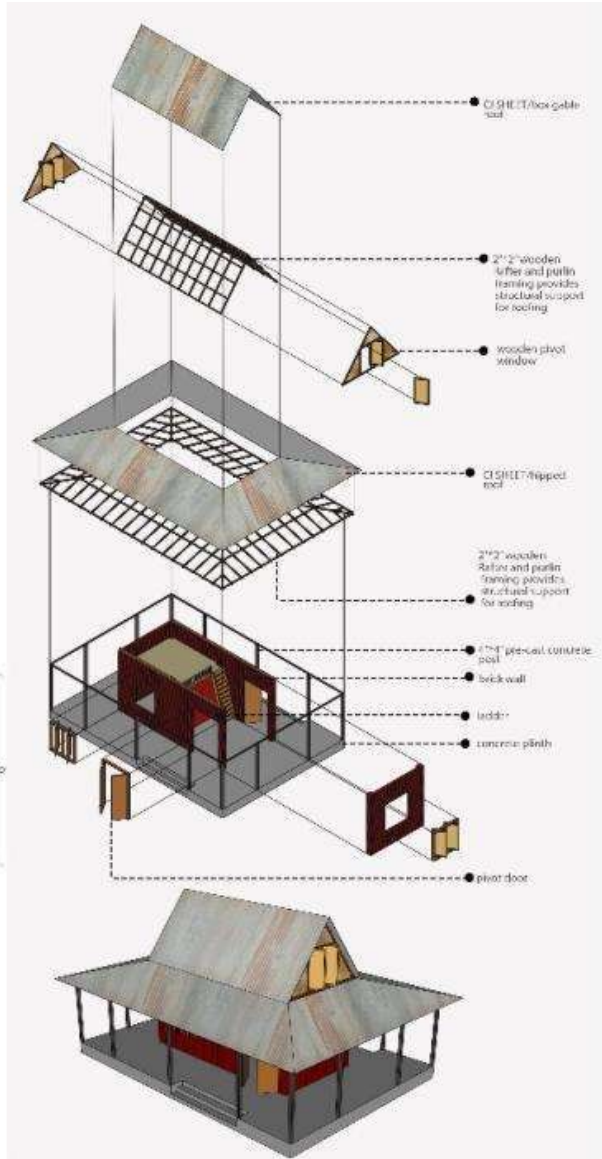 CI SHEET/box gable
roof
2"*2" wooden
Rafter and purlin
framing provides
structural support
for roofing
wooden pivot
window
CI SHEET/hipped
roof
2"*2" wooden
Rafter and purlin
framing provides
structural support
for roofing
4"*4" pre-cast concrete
post
brick wall
ladder
concrete plinth
pivot door